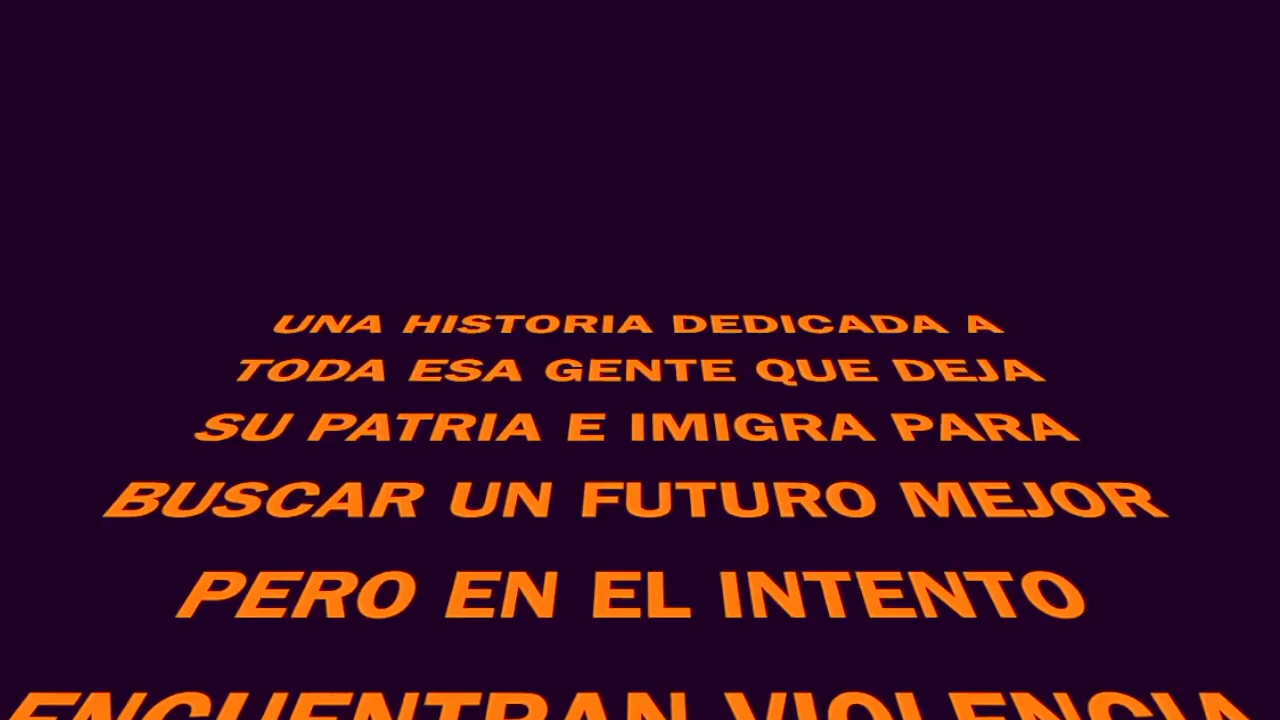 UNA HISTORIA DEDICADA A
TODA ESA GENTE QUE DEJA
SU PATRIA E IMIGRA PARA
BUSCAR UN FUTURO MEJOR
PERO EN EL INTENTO
ENCUENTRAN VIOLENCIA